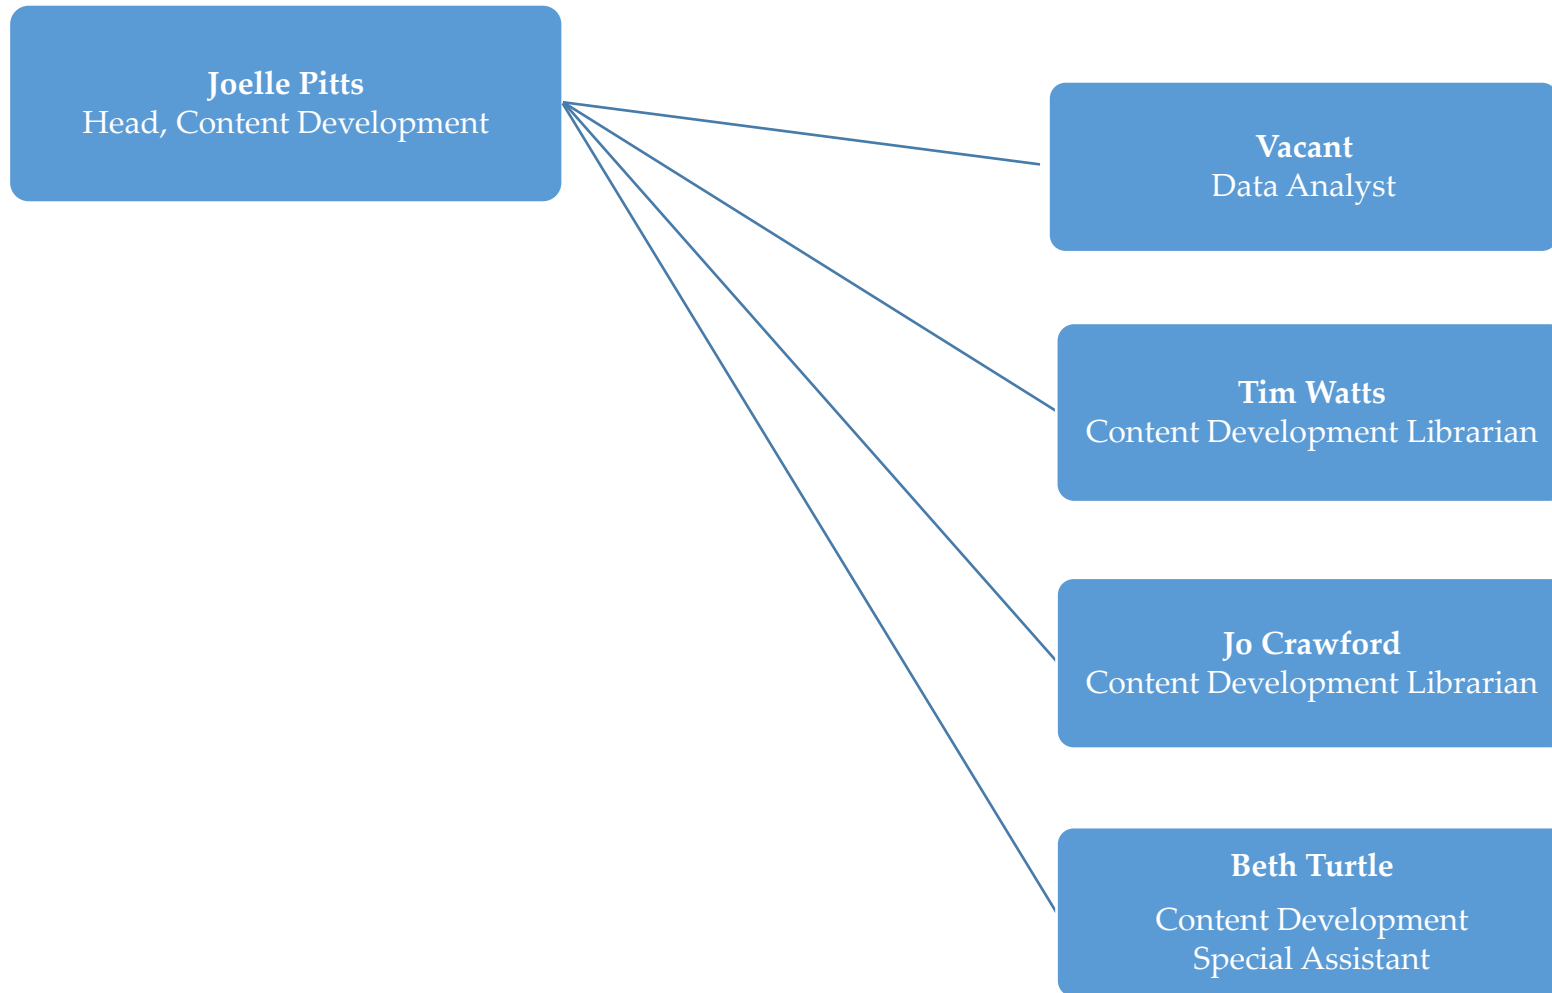 Joelle Pitts
Head, Content Development
Vacant
Data Analyst
Tim Watts
Content Development Librarian
Jo Crawford
Content Development Librarian
Beth Turtle
Content Development
Special Assistant